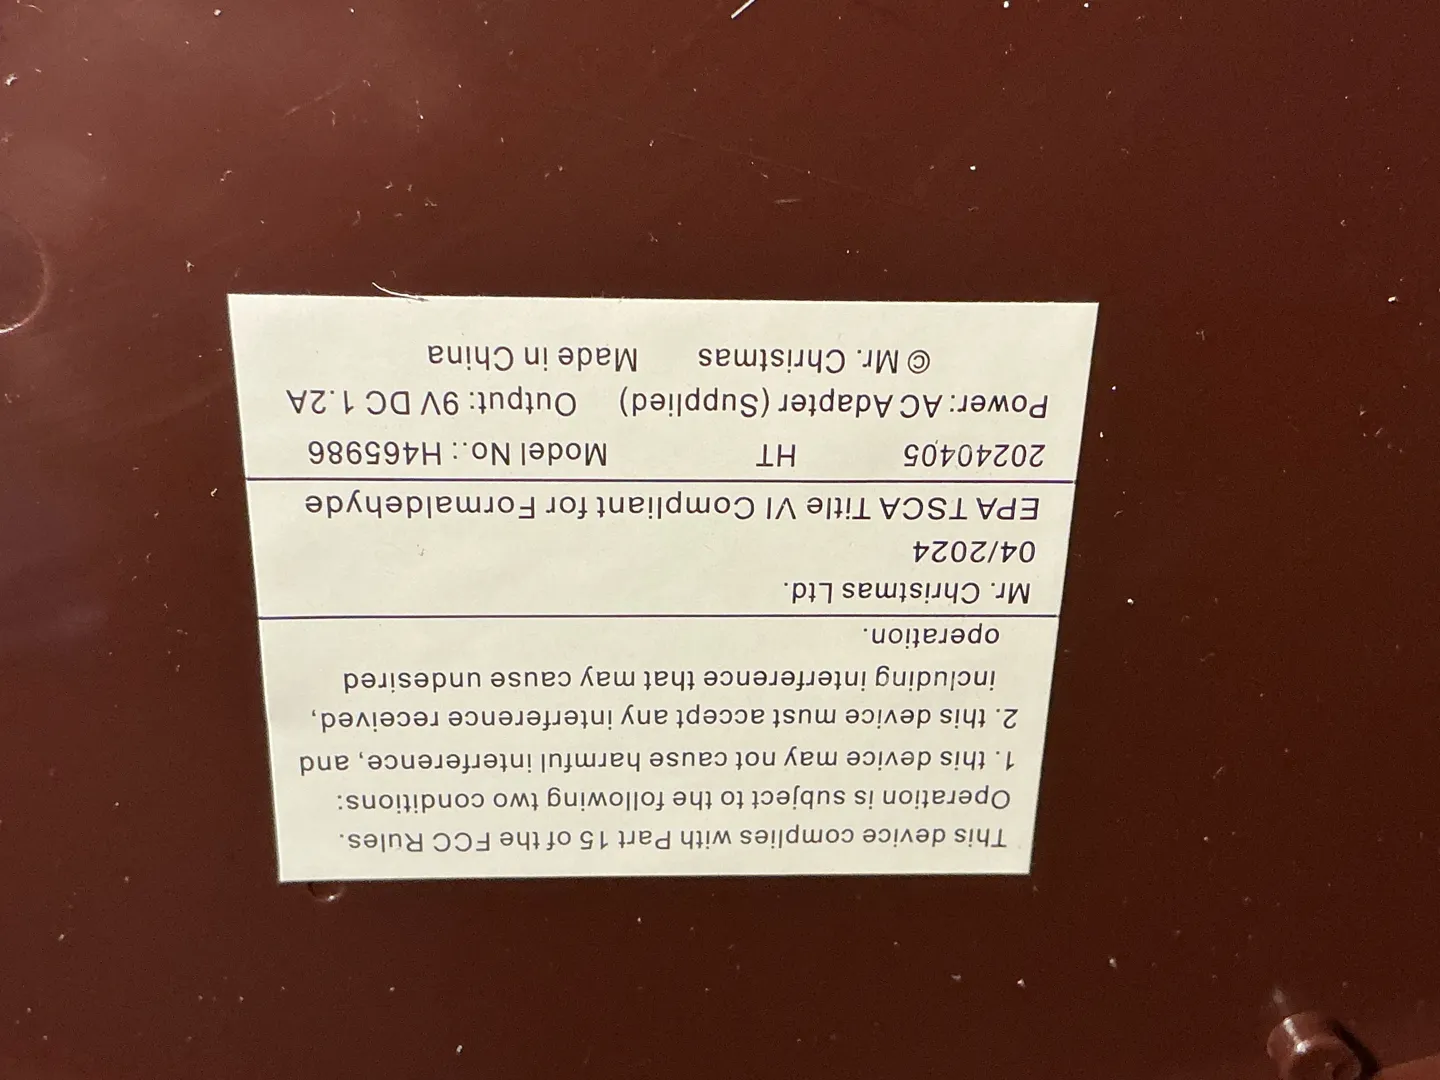 This device complies with Part 15 of the FCC Rules.
Operation is subject to the following two conditions:
1. this device may not cause harmful interference, and
2. this device must accept any interference received,
including interference that may cause undesired
operation.
Mr. Christmas Ltd.
04/2024
EPA TSCA Title VI Compliant for Formaldehyde
20240405 HT Model No.: H465986
Power: AC Adapter (Supplied) Output: 9V DC 1.2A
© Mr. Christmas Made in China